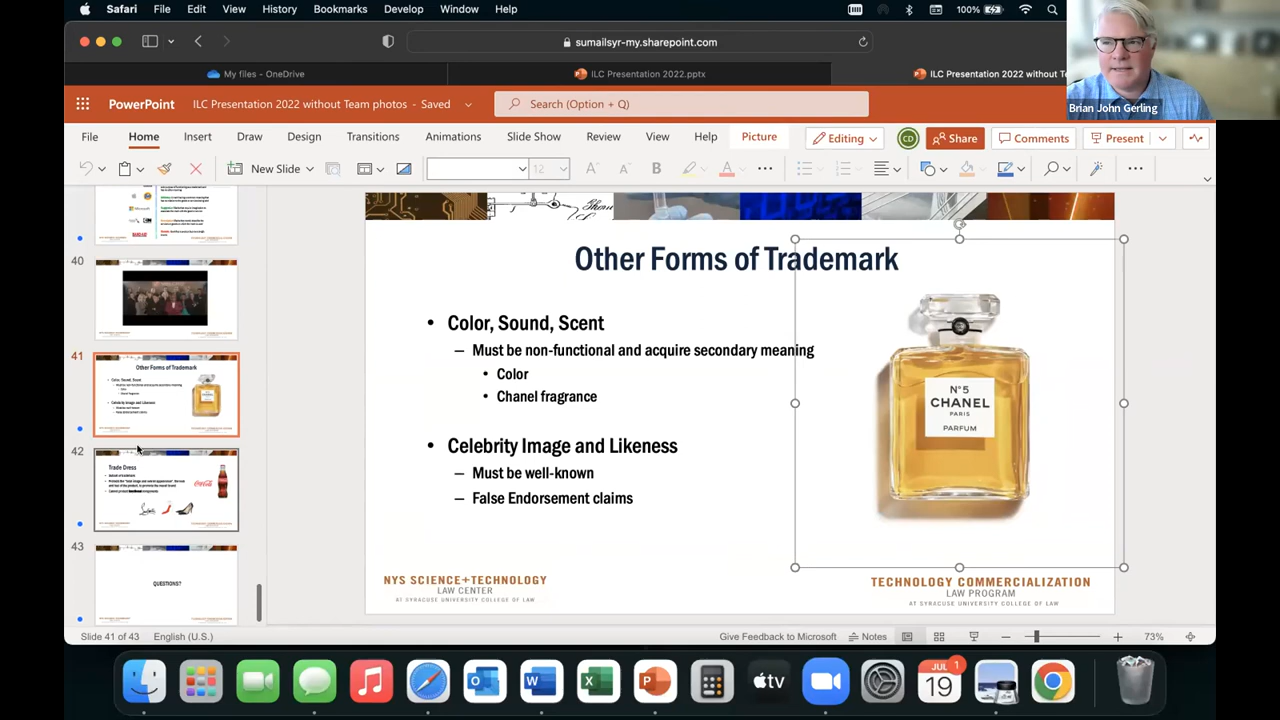 Safari File Edit View History Bookmarks Develop Window Help 100%
sumailsyr-my.sharepoint.com
My files - OneDrive ILC Presentation 2022.pptx ILC Presentation 2022 without Te
Brian John Gerling
PowerPoint ILC Presentation 2022 without Team photos - Saved Search (Option + Q)
File Home Insert Draw Design Transitions Animations Slide Show Review View Help Picture Editing CD Share Comments Present
New Slide 12 A A B A
40
41
Other Forms of Trademark
• Color, Sound, Scent
– Must be non-functional and acquire secondary meaning
• Color
• Chanel fragrance
• Celebrity Image and Likeness
– Must be well-known
– False Endorsement claims
N°5
CHANEL
PARIS
PARFUM
42
Trade Dress
Coca-Cola
43
QUESTIONS?
NYS SCIENCE+TECHNOLOGY
LAW CENTER
AT SYRACUSE UNIVERSITY COLLEGE OF LAW
TECHNOLOGY COMMERCIALIZATION
LAW PROGRAM
AT SYRACUSE UNIVERSITY COLLEGE OF LAW
Slide 41 of 43 English (U.S.) Give Feedback to Microsoft Notes 73%
JUL 1
19
tv